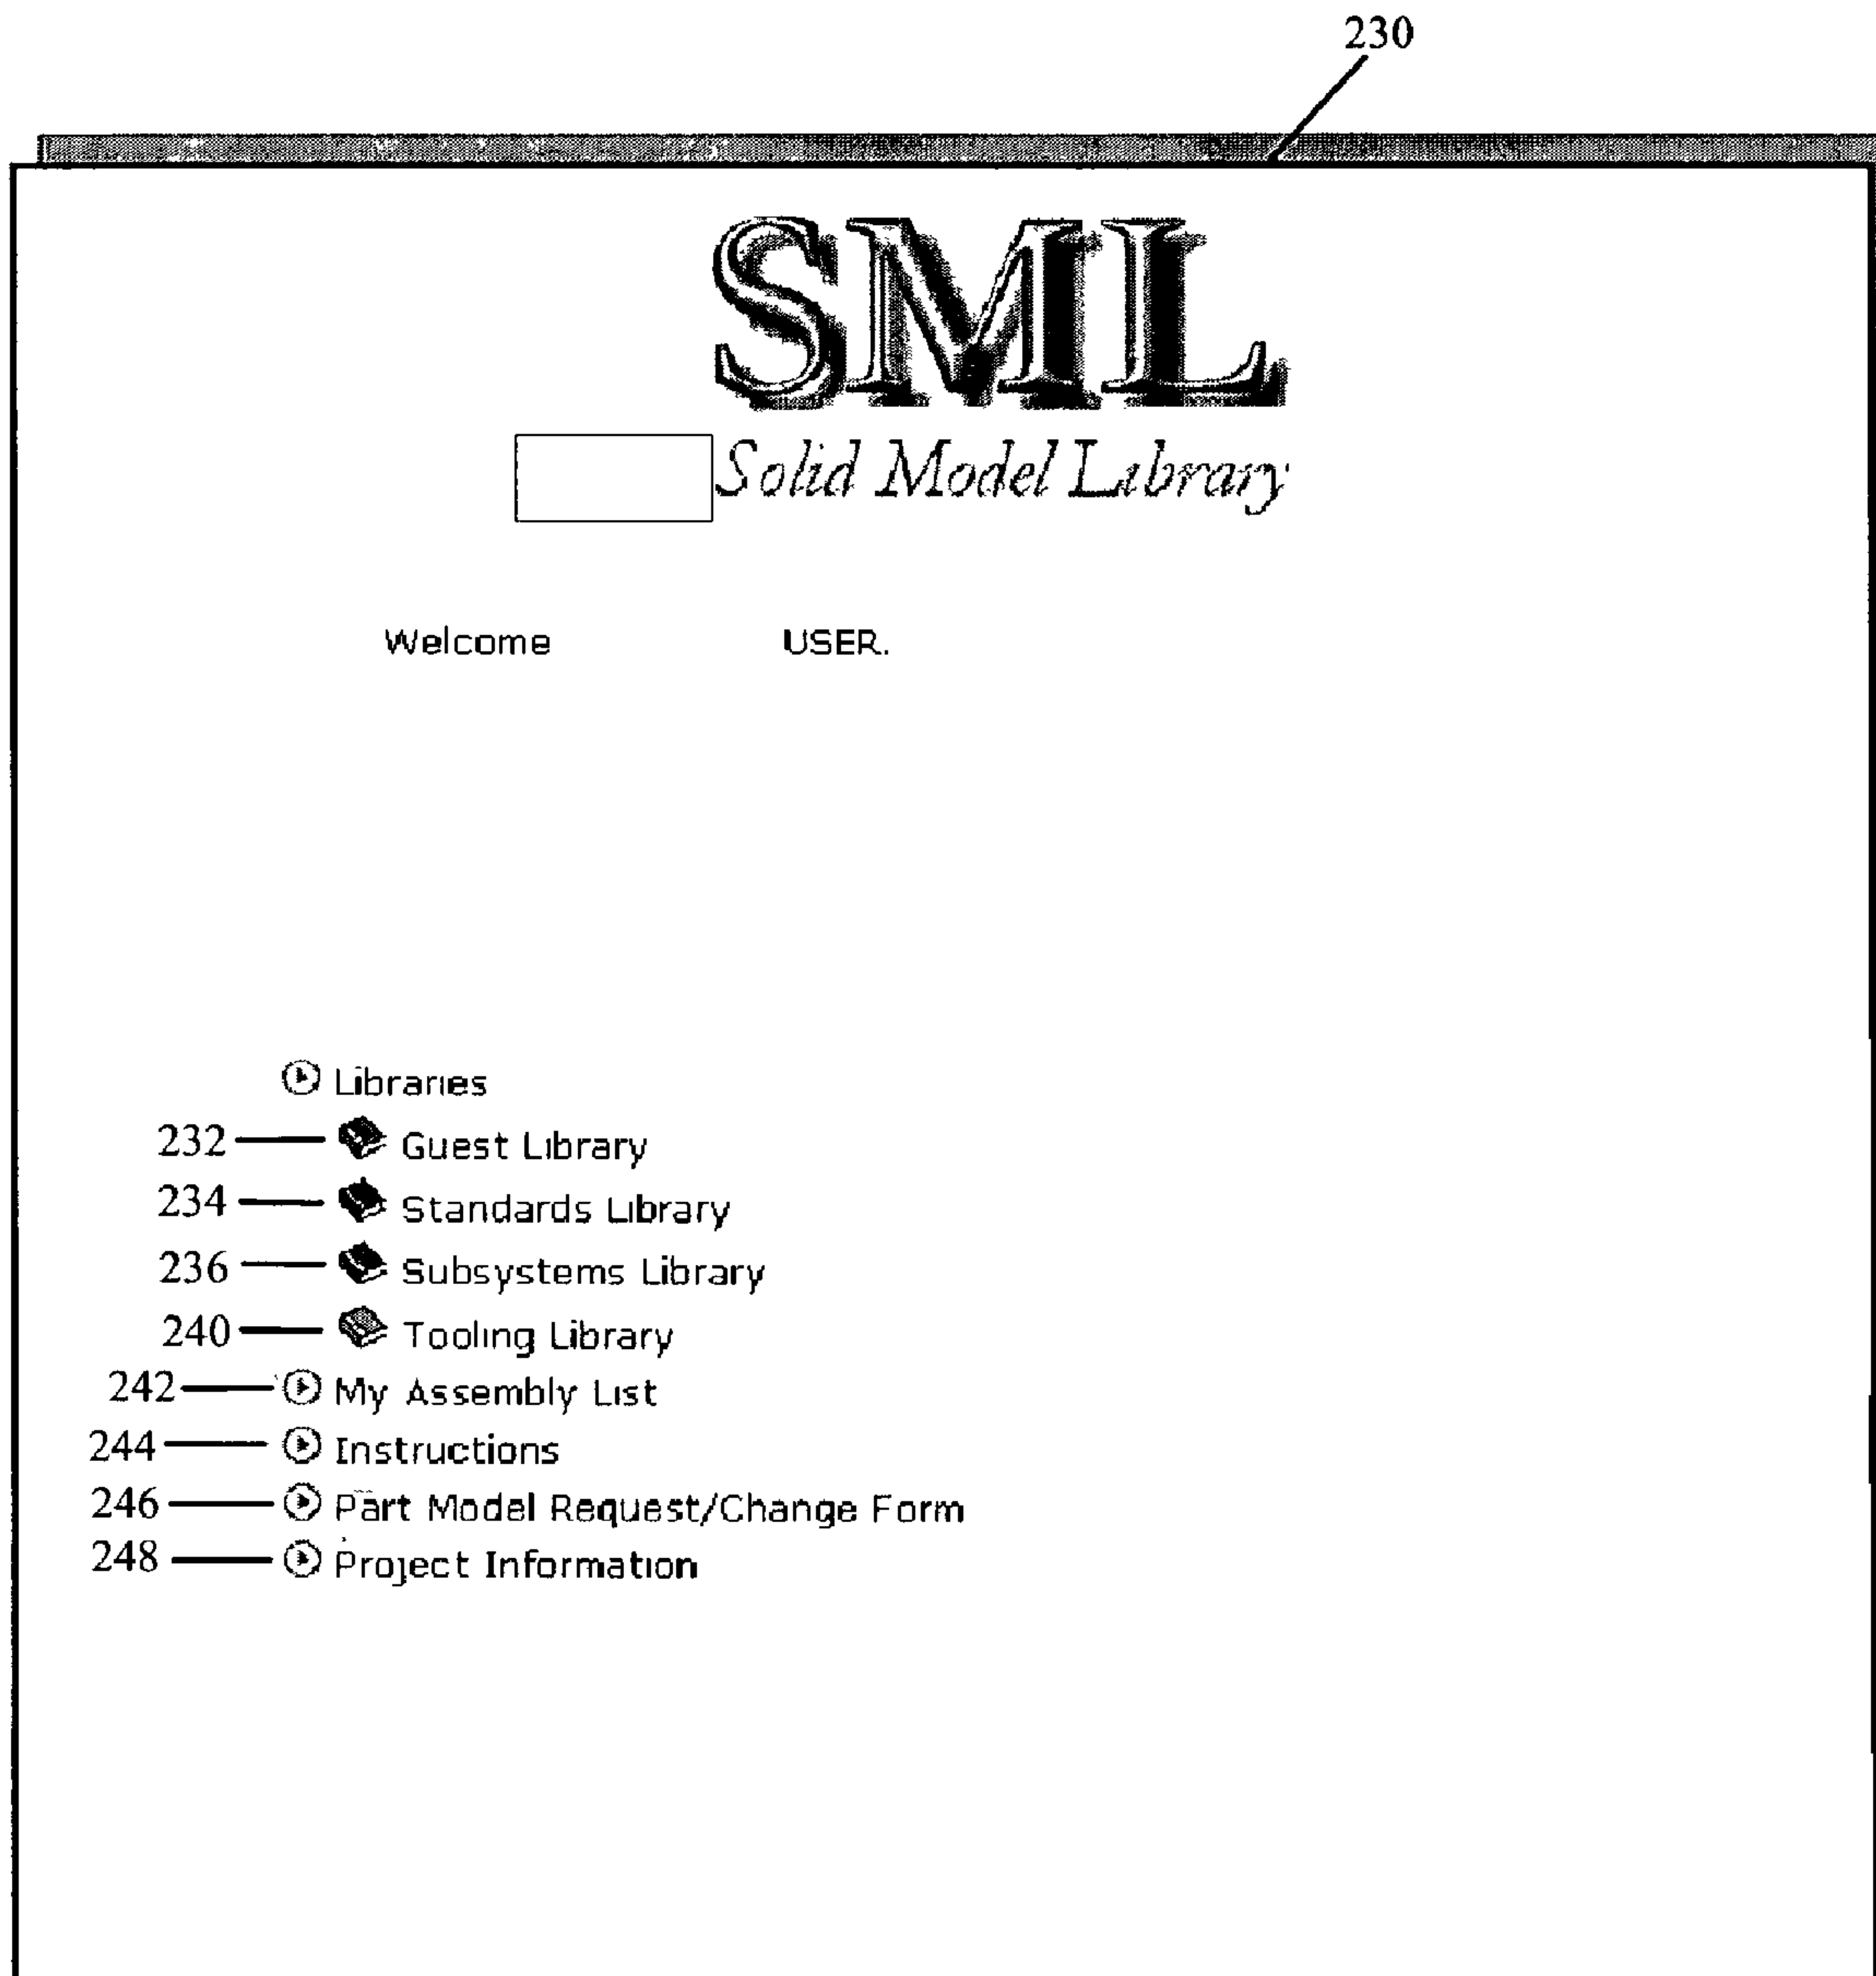 230
SML
Solid Model Library
Welcome USER.
Libraries
232 Guest Library
234 Standards Library
236 Subsystems Library
240 Tooling Library
242 My Assembly List
244 Instructions
246 Part Model Request/Change Form
248 Project Information